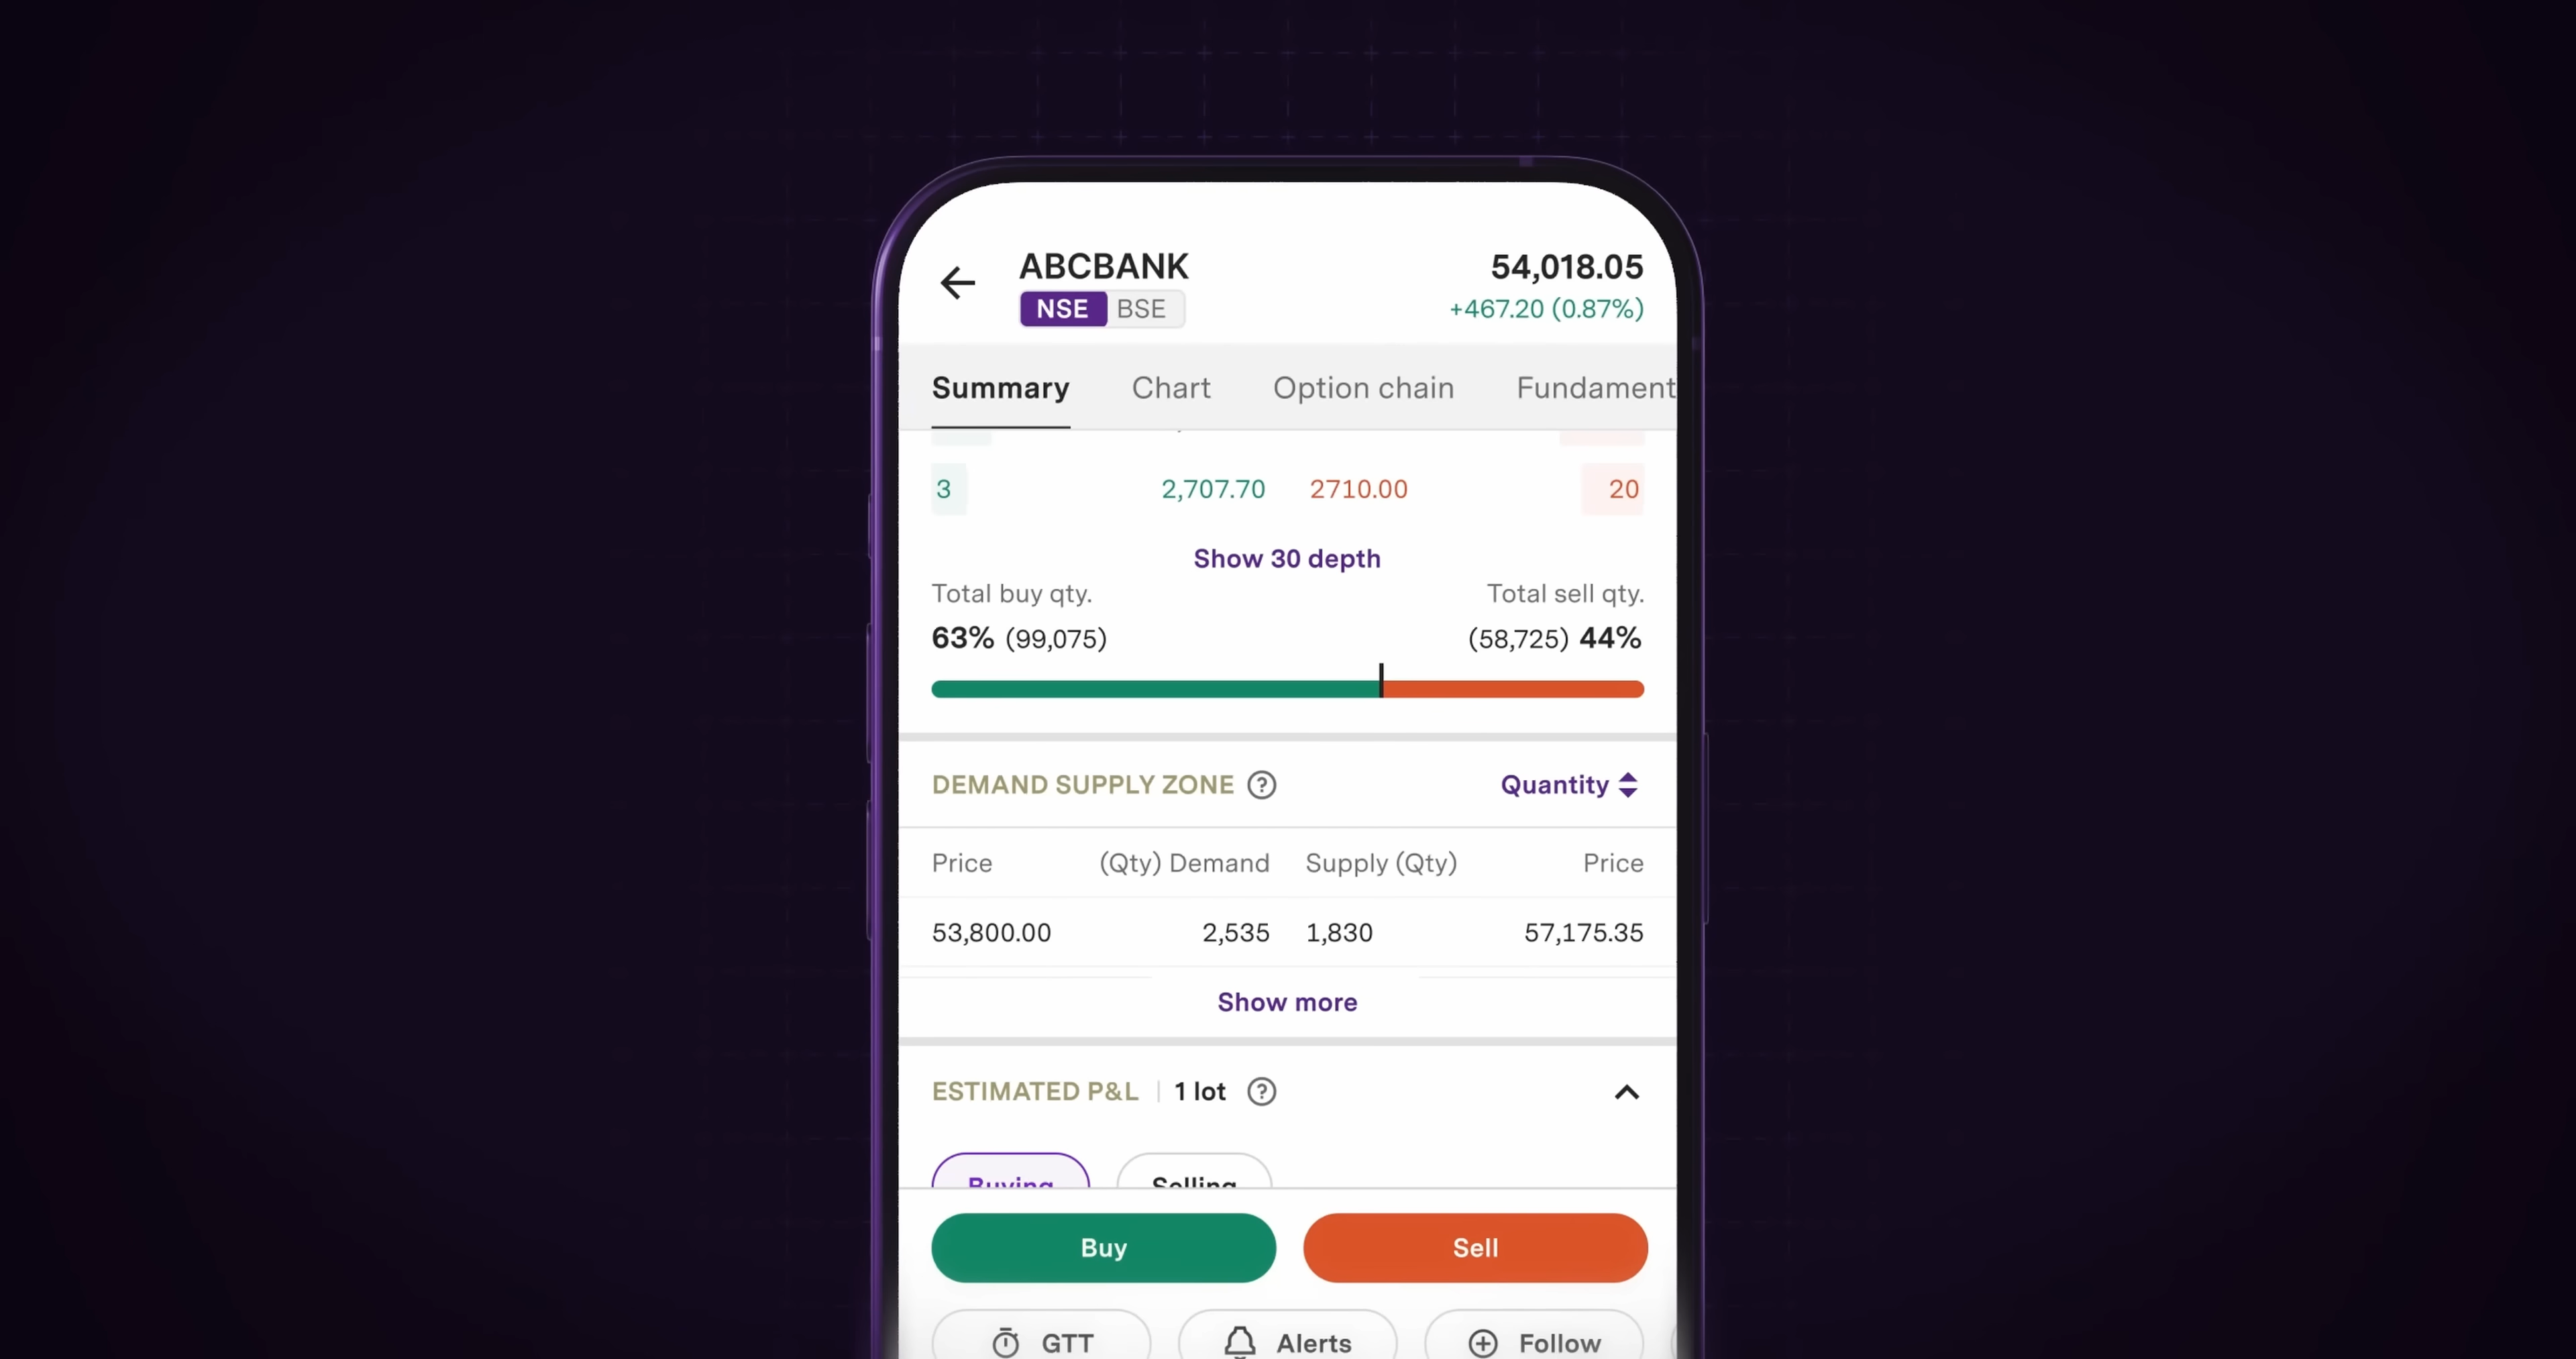 ABCBANK
54,018.05
NSE BSE
+467.20 (0.87%)
Summary Chart Option chain Fundament
3 2,707.70 2710.00 20
Show 30 depth
Total buy qty. Total sell qty.
63% (99,075) (58,725) 44%
DEMAND SUPPLY ZONE ? Quantity
Price (Qty) Demand Supply (Qty) Price
53,800.00 2,535 1,830 57,175.35
Show more
ESTIMATED P&L | 1 lot ?
Buying Selling
Buy Sell
GTT Alerts Follow